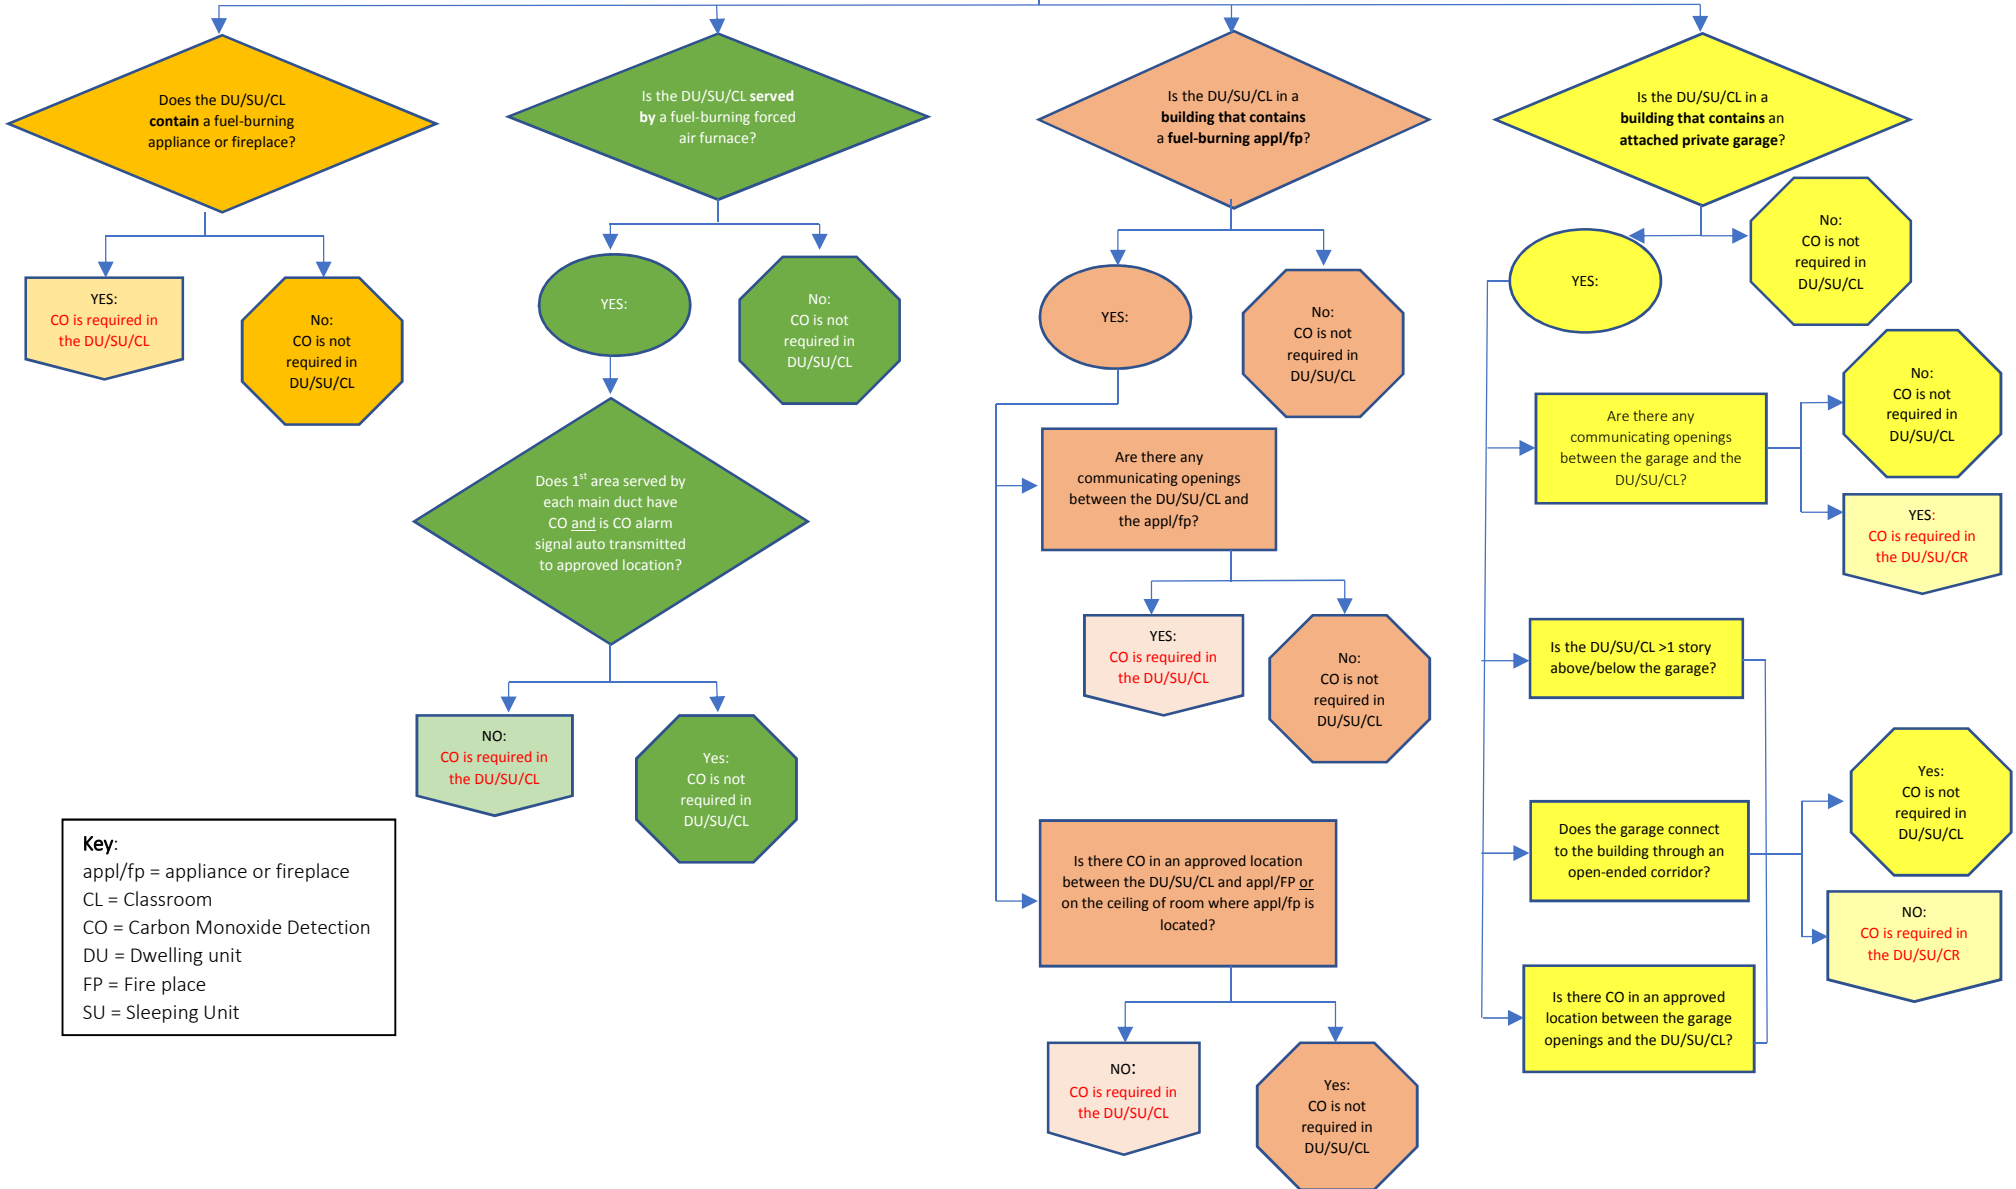 Does the DU/SU/CL
contain a fuel-burning
appliance or fireplace?
YES:
CO is required in
the DU/SU/CL
No:
CO is not
required in
DU/SU/CL
Is the DU/SU/CL served
by a fuel-burning forced
air furnace?
YES:
No:
CO is not
required in
DU/SU/CL
Does 1st area served by
each main duct have
CO and is CO alarm
signal auto transmitted
to approved location?
NO:
CO is required in
the DU/SU/CL
Yes:
CO is not
required in
DU/SU/CL
Is the DU/SU/CL in a
building that contains
a fuel-burning appl/fp?
YES:
No:
CO is not
required in
DU/SU/CL
Are there any
communicating openings
between the DU/SU/CL and
the appl/fp?
YES:
CO is required in
the DU/SU/CL
No:
CO is not
required in
DU/SU/CL
Is there CO in an approved location
between the DU/SU/CL and appl/FP or
on the ceiling of room where appl/fp is
located?
NO:
CO is required in
the DU/SU/CL
Yes:
CO is not
required in
DU/SU/CL
Is the DU/SU/CL in a
building that contains an
attached private garage?
YES:
No:
CO is not
required in
DU/SU/CL
Are there any
communicating openings
between the garage and the
DU/SU/CL?
No:
CO is not
required in
DU/SU/CL
YES:
CO is required in
the DU/SU/CR
Is the DU/SU/CL >1 story
above/below the garage?
Does the garage connect
to the building through an
open-ended corridor?
Is there CO in an approved
location between the garage
openings and the DU/SU/CL?
Yes:
CO is not
required in
DU/SU/CL
NO:
CO is required in
the DU/SU/CR
Key:
appl/fp = appliance or fireplace
CL = Classroom
CO = Carbon Monoxide Detection
DU = Dwelling unit
FP = Fire place
SU = Sleeping Unit